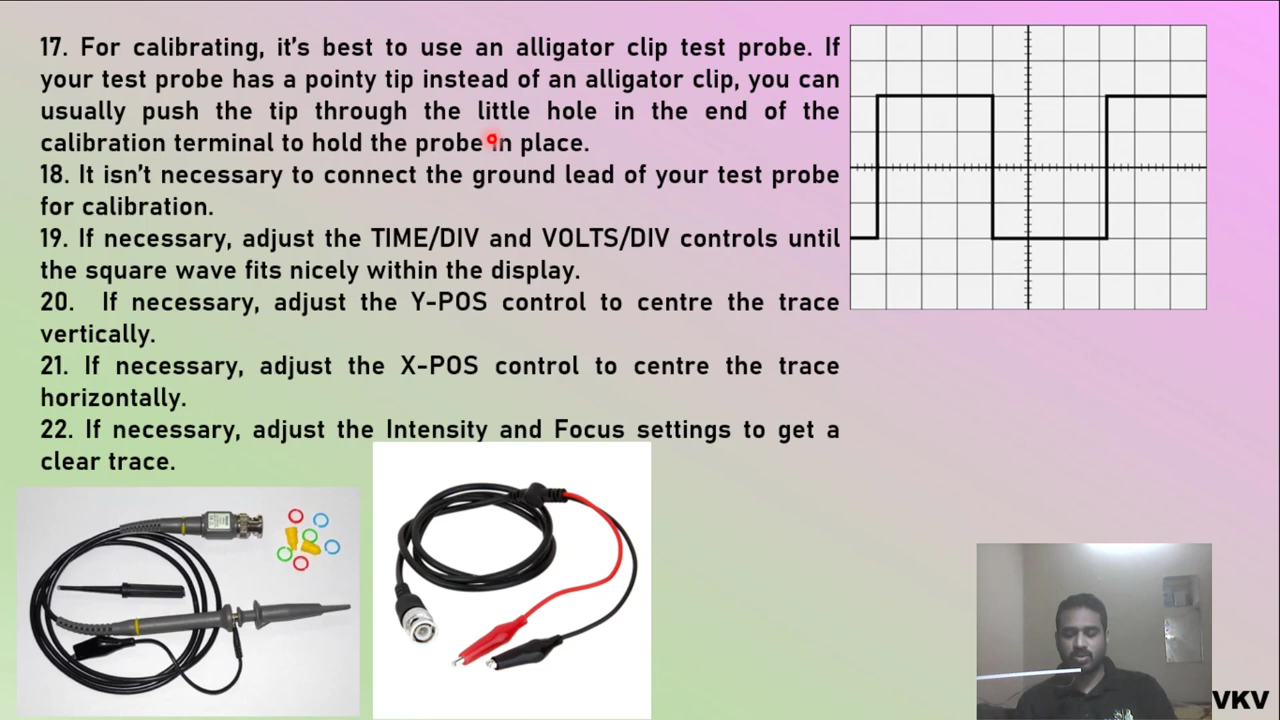 17. For calibrating, it's best to use an alligator clip test probe. If
your test probe has a pointy tip instead of an alligator clip, you can
usually push the tip through the little hole in the end of the
calibration terminal to hold the probe in place.
18. It isn't necessary to connect the ground lead of your test probe
for calibration.
19. If necessary, adjust the TIME/DIV and VOLTS/DIV controls until
the square wave fits nicely within the display.
20. If necessary, adjust the Y-POS control to centre the trace
vertically.
21. If necessary, adjust the X-POS control to centre the trace
horizontally.
22. If necessary, adjust the Intensity and Focus settings to get a
clear trace.
VKV